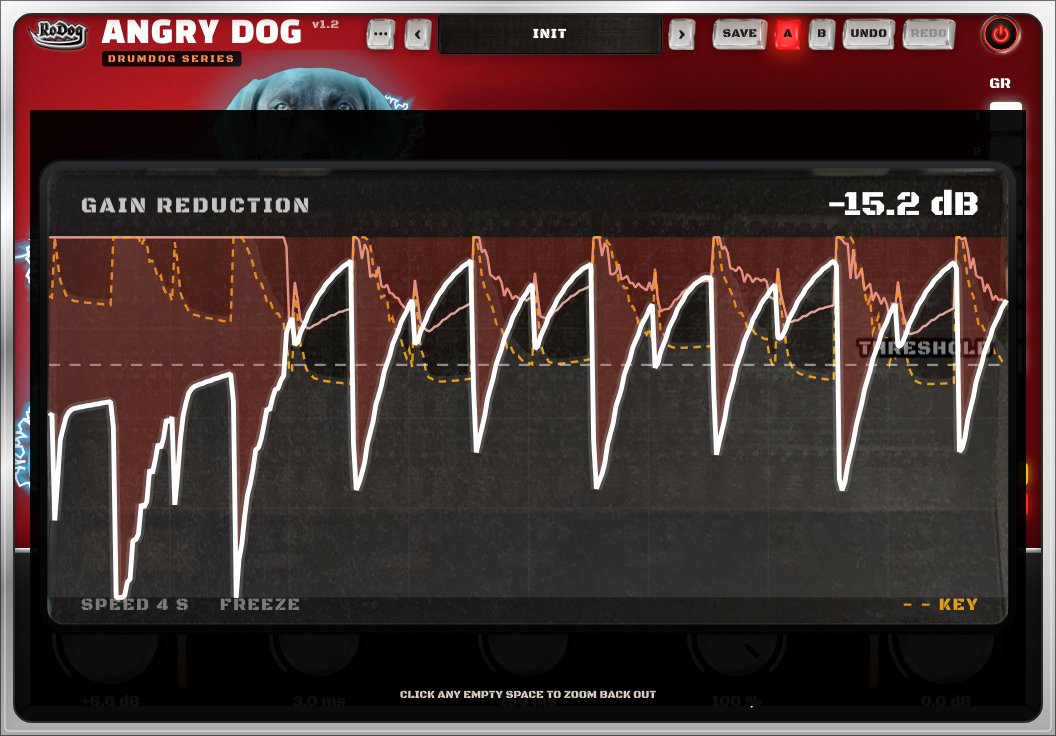 RoDog
ANGRY DOG v1.2
DRUMDOG SERIES
••• ‹ INIT › SAVE A B UNDO REDO
GR
1
2
GAIN REDUCTION
-15.2 dB
THRESHOLD
SPEED 4 S FREEZE
- - KEY
+6.0 dB 3.0 ms 100 % 0.0 dB
CLICK ANY EMPTY SPACE TO ZOOM BACK OUT